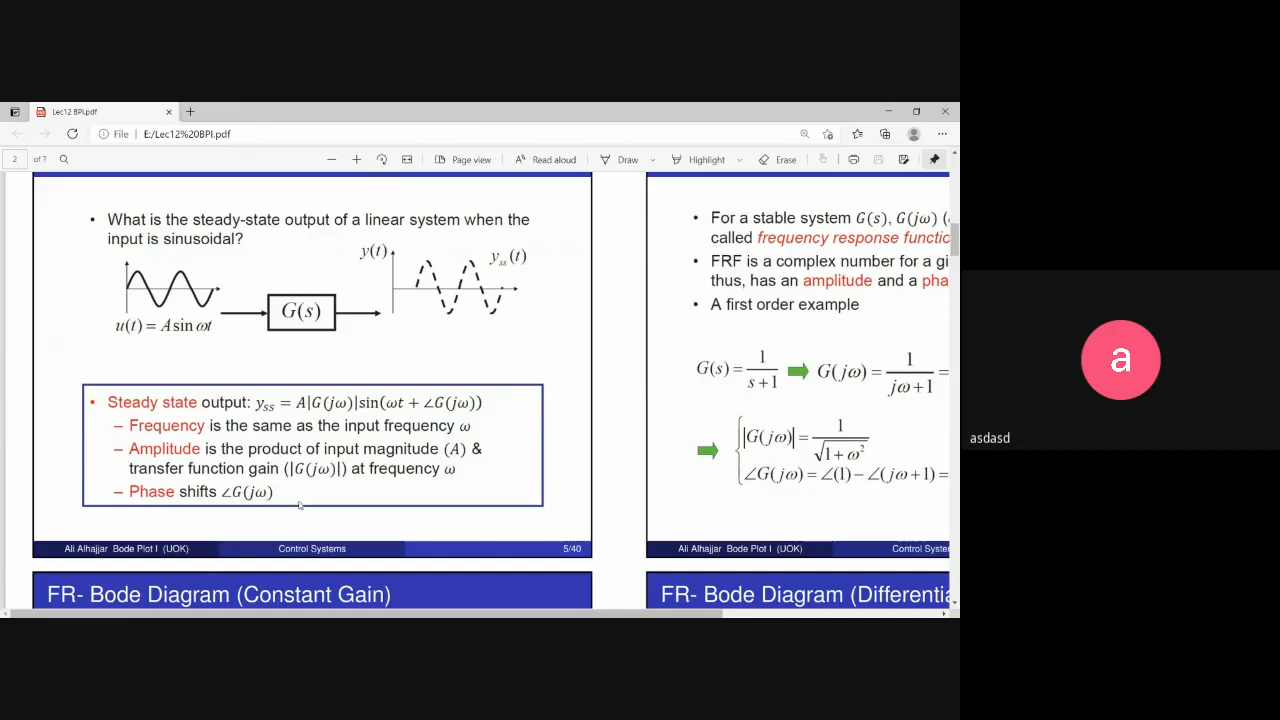 Lec12 BPI.pdf
File E:/Lec12%20BPI.pdf
2 of 7 Page view Read aloud Draw Highlight Erase
• What is the steady-state output of a linear system when the
input is sinusoidal?
y(t)
y_ss(t)
G(s)
u(t) = A sin ωt
• Steady state output: y_ss = A|G(jω)|sin(ωt + ∠G(jω))
– Frequency is the same as the input frequency ω
– Amplitude is the product of input magnitude (A) &
transfer function gain (|G(jω)|) at frequency ω
– Phase shifts ∠G(jω)
Ali Alhajjar Bode Plot I (UOK) Control Systems 5/40
FR- Bode Diagram (Constant Gain)
• For a stable system G(s), G(jω) (
called frequency response functio
• FRF is a complex number for a gi
thus, has an amplitude and a pha
• A first order example
G(s) = 1/(s+1) G(jω) = 1/(jω+1) =
|G(jω)| = 1/√(1+ω²)
∠G(jω) = ∠(1) − ∠(jω+1) =
Ali Alhajjar Bode Plot I (UOK) Control Syster
FR- Bode Diagram (Differentia
a
asdasd